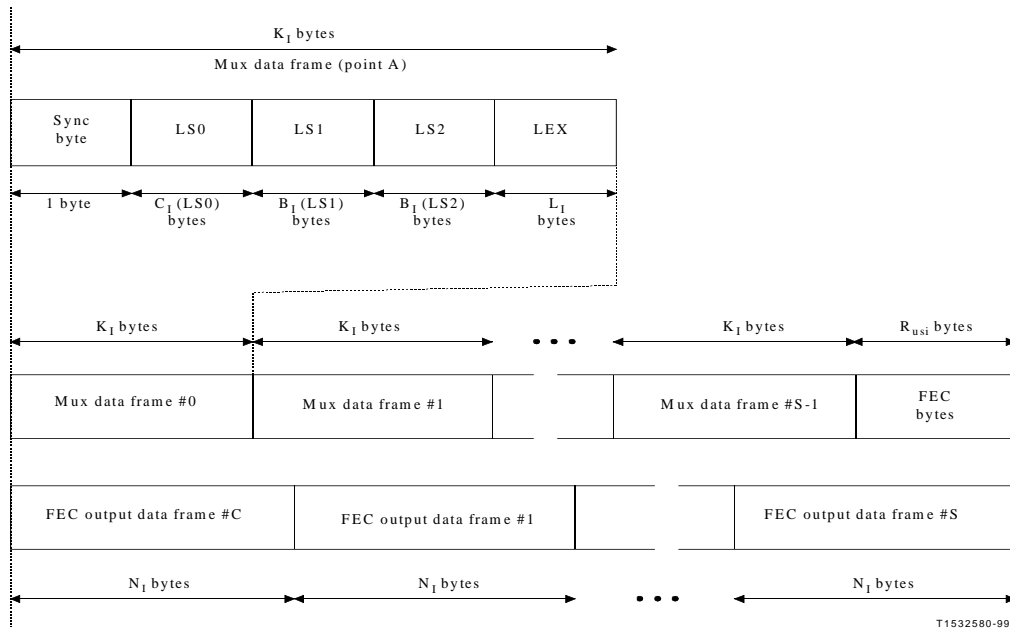 K_I bytes
Mux data frame (point A)
Sync byte
LS0
LS1
LS2
LEX
1 byte
C_I (LS0) bytes
B_I (LS1) bytes
B_I (LS2) bytes
L_I bytes
K_I bytes
K_I bytes
K_I bytes
R_usi bytes
Mux data frame #0
Mux data frame #1
Mux data frame #S-1
FEC bytes
FEC output data frame #C
FEC output data frame #1
FEC output data frame #S
N_I bytes
N_I bytes
N_I bytes
T1532580-99